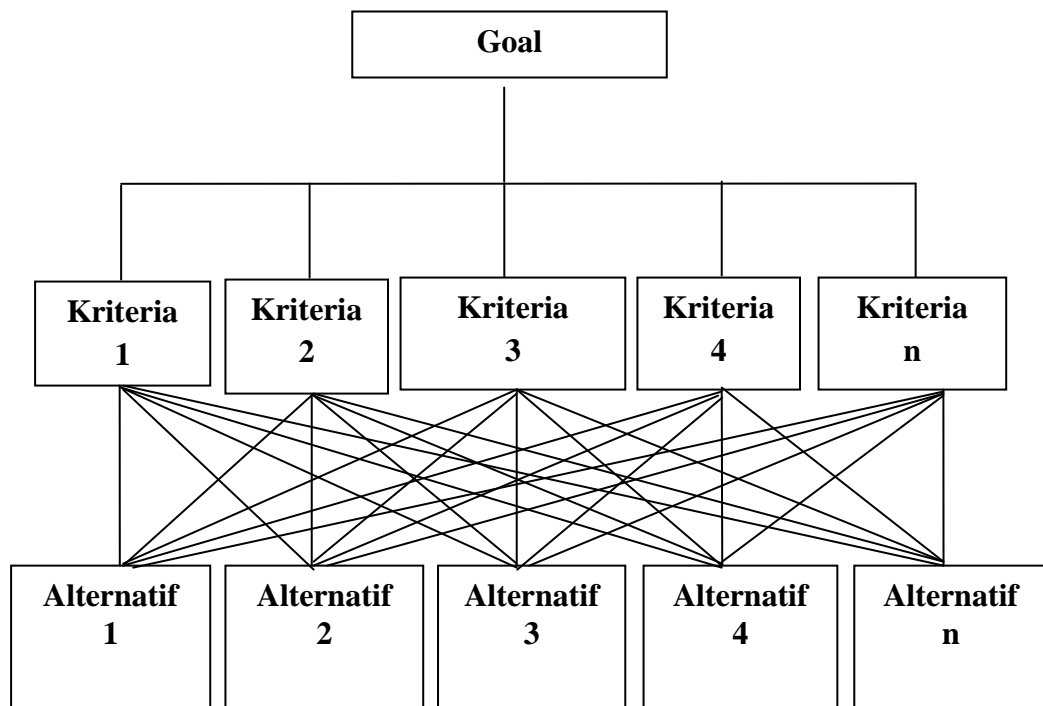 Goal
Kriteria
1
Kriteria
2
Kriteria
3
Kriteria
4
Kriteria
n
Alternatif
1
Alternatif
2
Alternatif
3
Alternatif
4
Alternatif
n